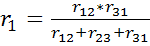 r₁ = r₁₂*r₃₁ / r₁₂+r₂₃+r₃₁